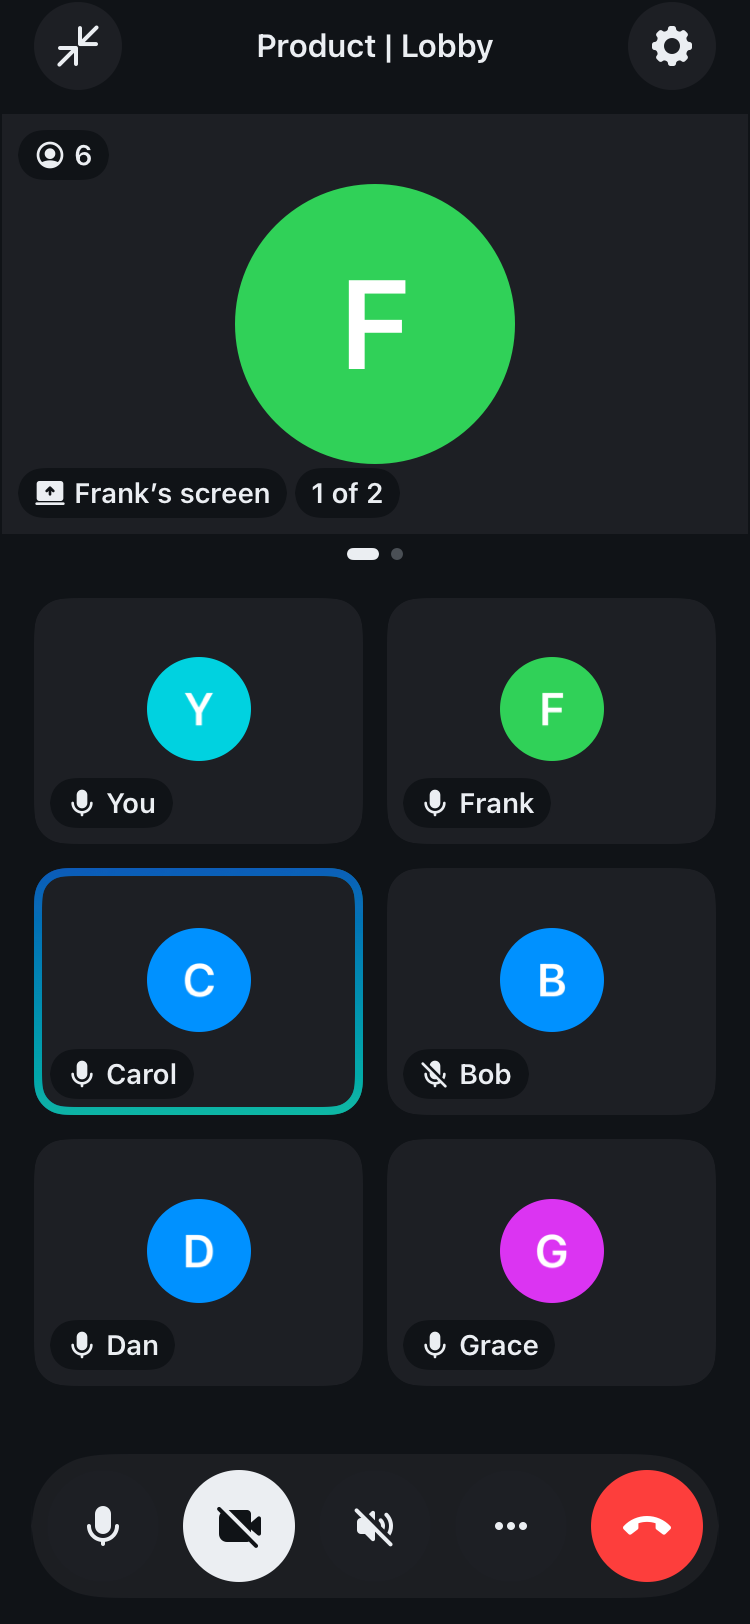 Product | Lobby
6
F
Frank’s screen 1 of 2
Y F
You Frank
C B
Carol Bob
D G
Dan Grace